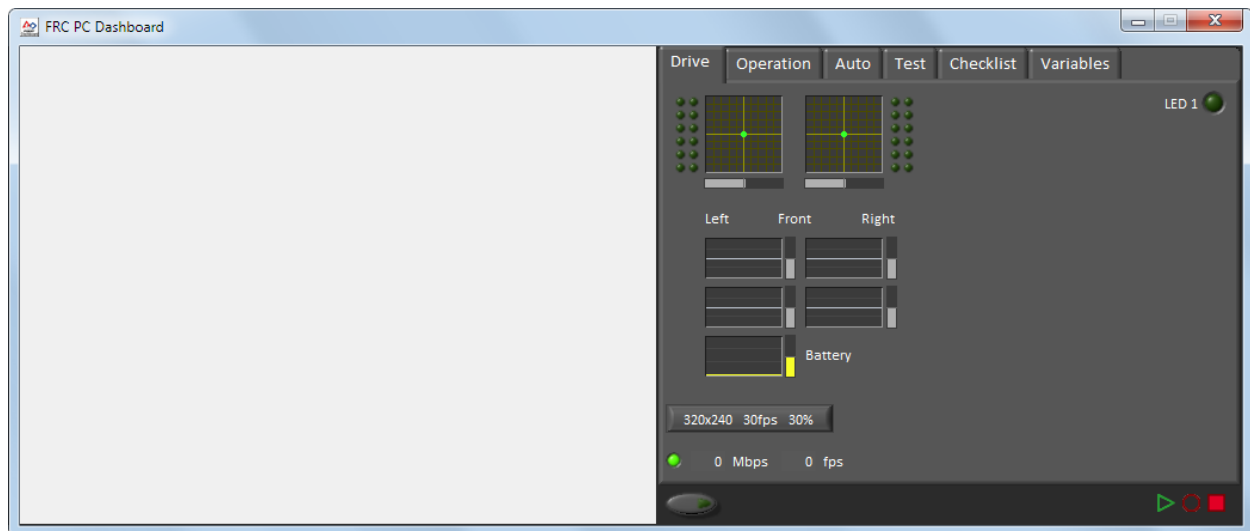 FRC PC Dashboard
Drive Operation Auto Test Checklist Variables
LED 1
Left Front Right
Battery
320x240 30fps 30%
0 Mbps 0 fps